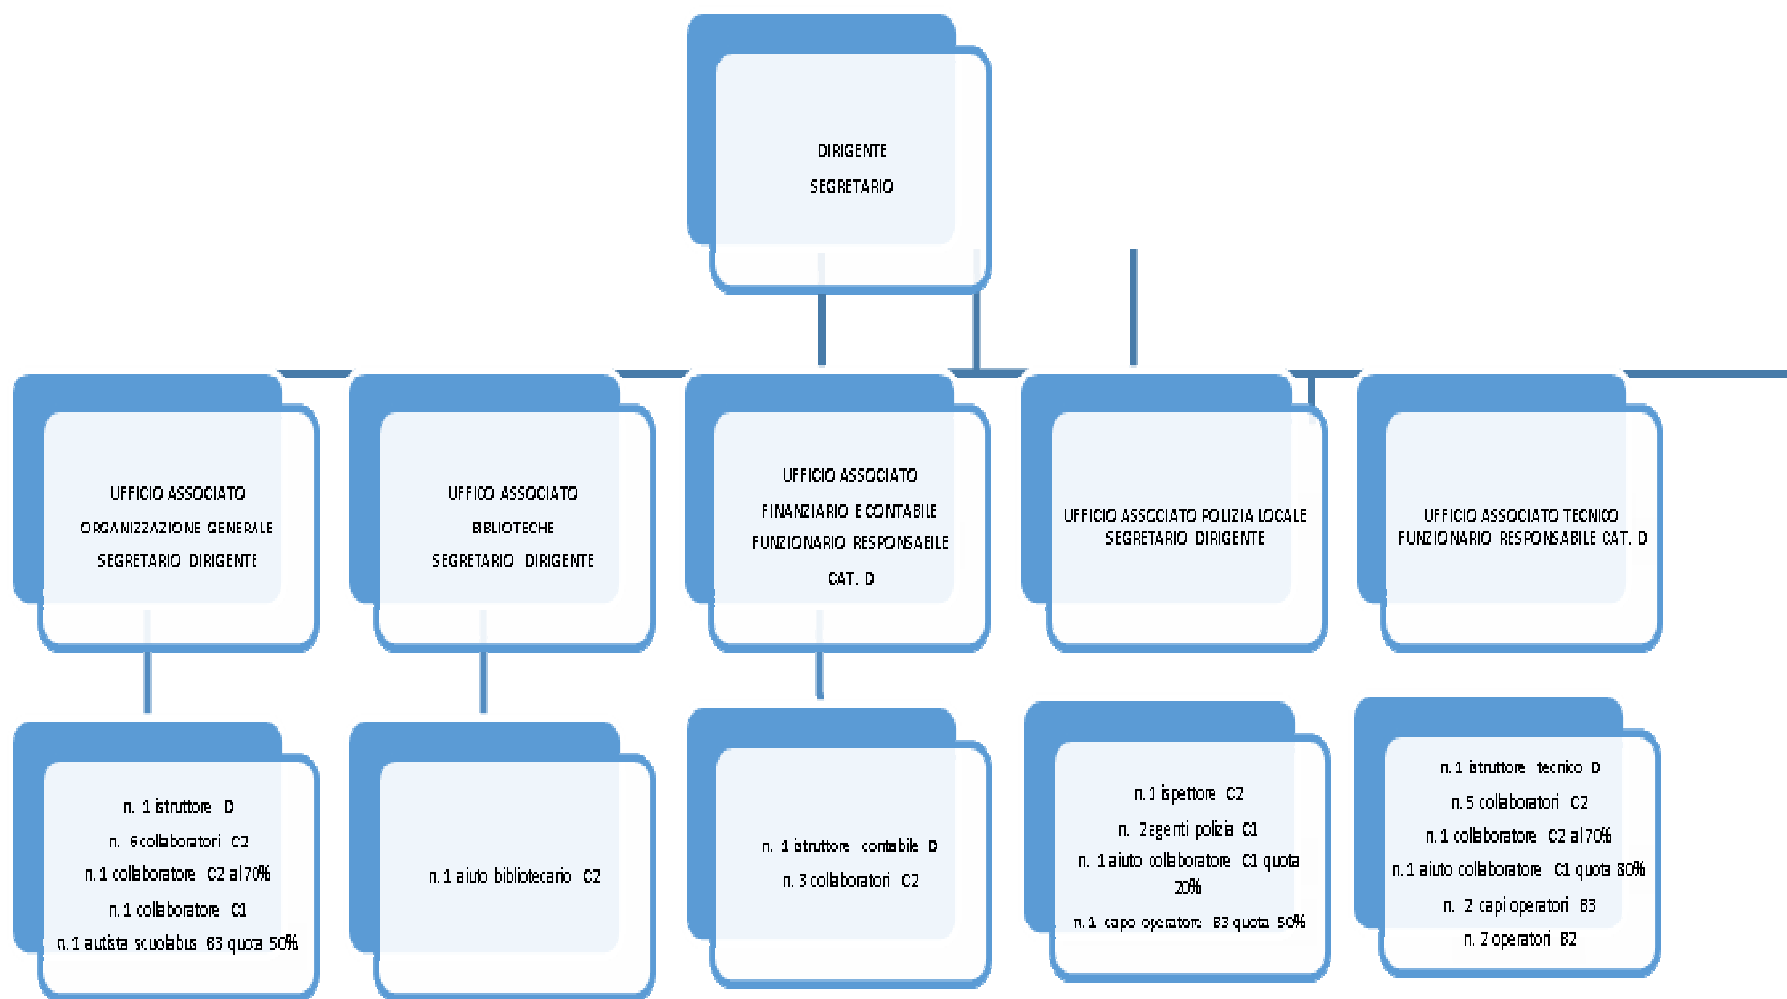 DIRIGENTE
SEGRETARIO
UFFICIO ASSOCIATO
ORGANIZZAZIONE GENERALE
SEGRETARIO DIRIGENTE
UFFICO ASSOCIATO
BIBLIOTECHE
SEGRETARIO DIRIGENTE
UFFICIO ASSOCIATO
FINANZIARIO E CONTABILE
FUNZIONARIO RESPONSABILE
CAT. D
UFFICIO ASSOCIATO POLIZIA LOCALE
SEGRETARIO DIRIGENTE
UFFICIO ASSOCIATO TECNICO
FUNZIONARIO RESPONSABILE CAT. D
n. 1 istruttore D
n. 6 collaboratori C2
n. 1 collaboratore C2 al 70%
n. 1 collaboratore C1
n. 1 autista scuolabus B3 quota 50%
n. 1 aiuto bibliotecario C2
n. 1 istruttore contabile D
n. 3 collaboratori C2
n. 1 ispettore C2
n. 2 agenti polizia C1
n. 1 aiuto collaboratore C1 quota
20%
n. 1 capo operatore B3 quota 50%
n. 1 istruttore tecnico D
n. 5 collaboratori C2
n. 1 collaboratore C2 al 70%
n. 1 aiuto collaboratore C1 quota 80%
n. 2 capi operatori B3
n. 2 operatori B2